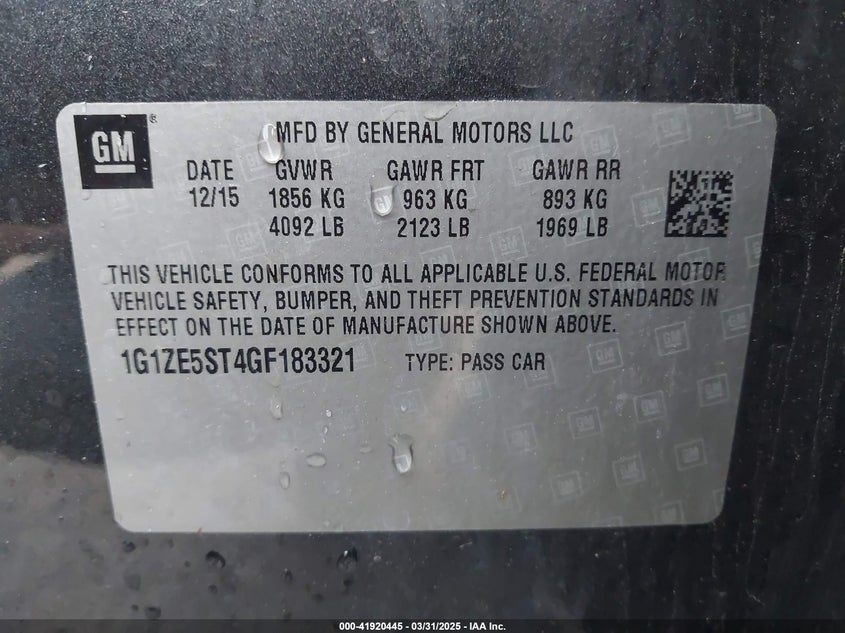 GM
®
MFD BY GENERAL MOTORS LLC
DATE GVWR GAWR FRT GAWR RR
12/15 1856 KG 963 KG 893 KG
4092 LB 2123 LB 1969 LB
THIS VEHICLE CONFORMS TO ALL APPLICABLE U.S. FEDERAL MOTOR
VEHICLE SAFETY, BUMPER, AND THEFT PREVENTION STANDARDS IN
EFFECT ON THE DATE OF MANUFACTURE SHOWN ABOVE.
1G1ZE5ST4GF183321 TYPE: PASS CAR
000-41920445 - 03/31/2025 - IAA Inc.